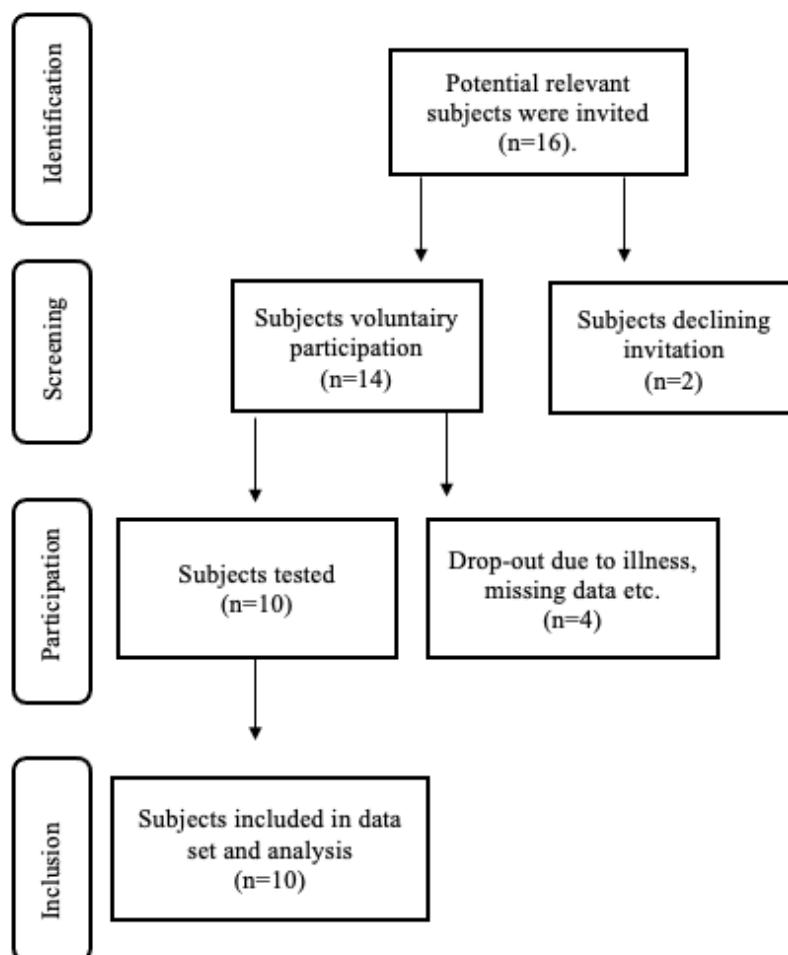 Identification
Potential relevant
subjects were invited
(n=16).
Screening
Subjects voluntairy
participation
(n=14)
Subjects declining
invitation
(n=2)
Participation
Subjects tested
(n=10)
Drop-out due to illness,
missing data etc.
(n=4)
Inclusion
Subjects included in data
set and analysis
(n=10)